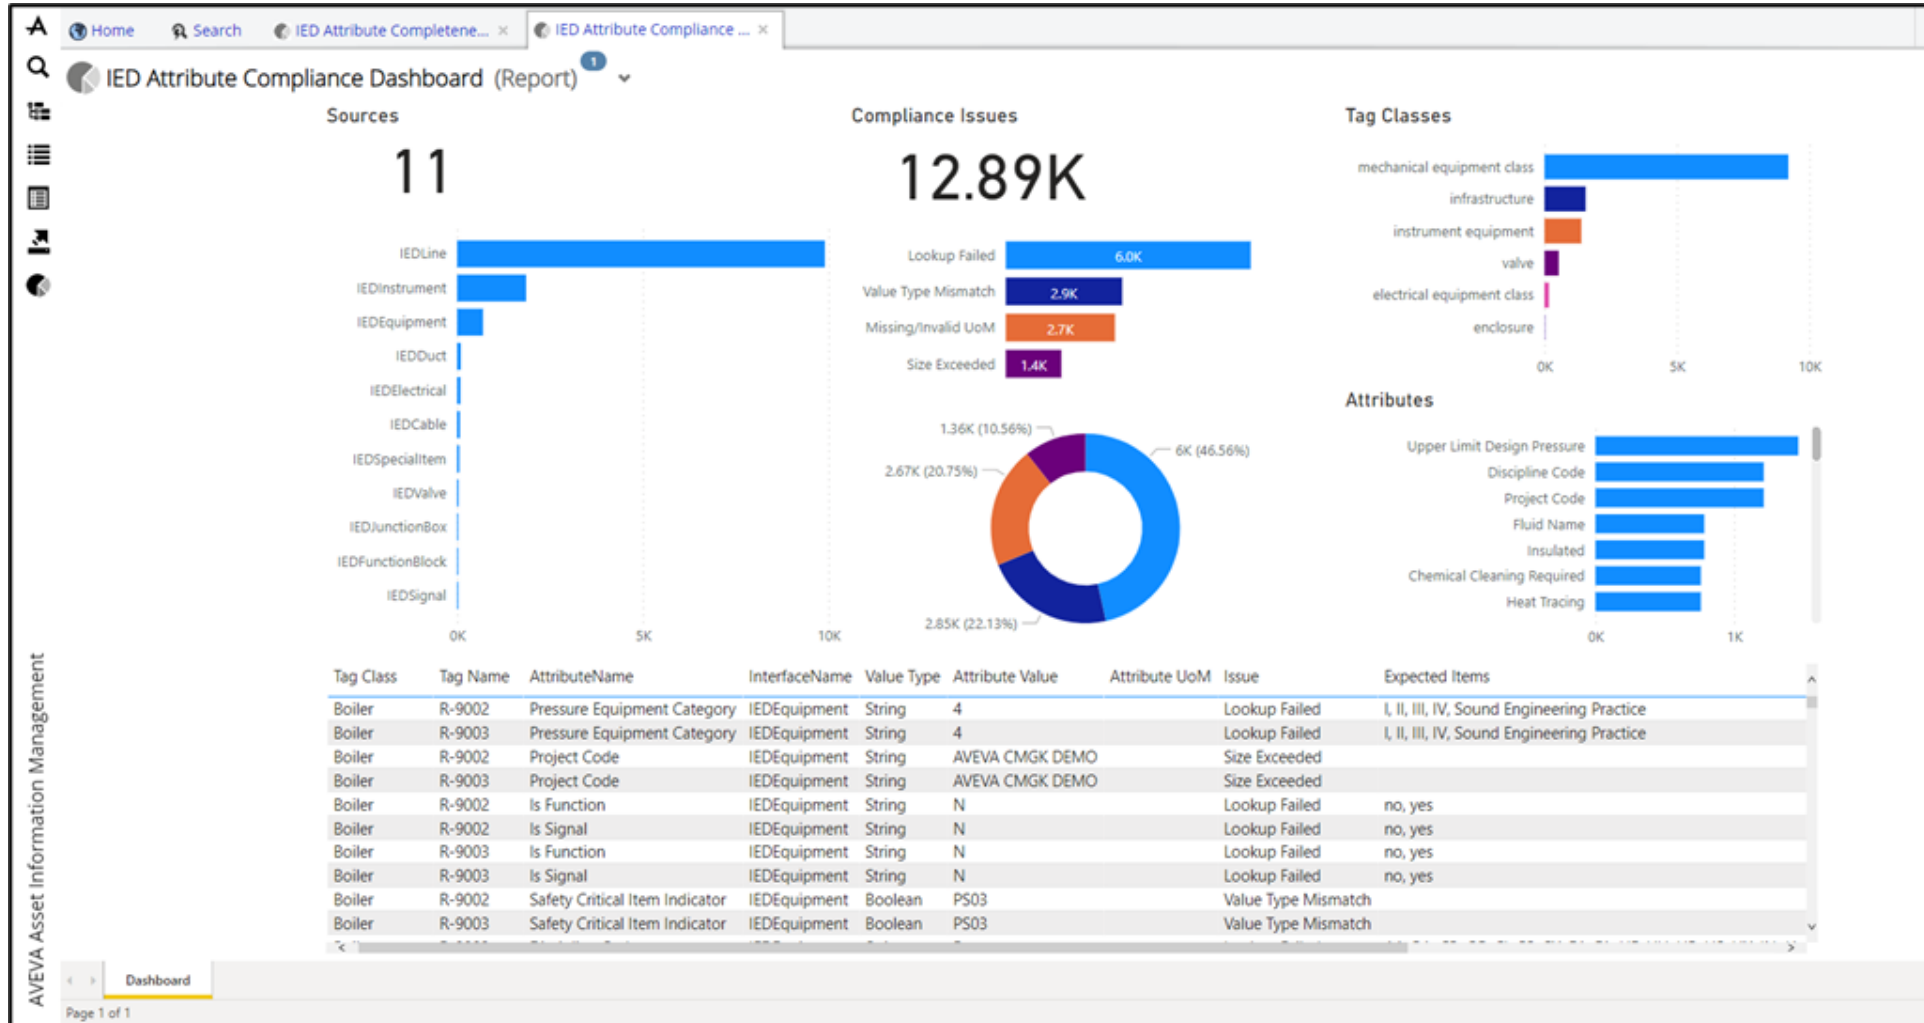 Home
Search
IED Attribute Completene... ×
IED Attribute Compliance ... ×
IED Attribute Compliance Dashboard (Report) 1
Sources
11
IEDLine
IEDInstrument
IEDEquipment
IEDDuct
IEDElectrical
IEDCable
IEDSpecialItem
IEDValve
IEDJunctionBox
IEDFunctionBlock
IEDSignal
0K 5K 10K
Compliance Issues
12.89K
Lookup Failed 6.0K
Value Type Mismatch 2.9K
Missing/Invalid UoM 2.7K
Size Exceeded 1.4K
1.36K (10.56%)
6K (46.56%)
2.67K (20.75%)
2.85K (22.13%)
Tag Classes
mechanical equipment class
infrastructure
instrument equipment
valve
electrical equipment class
enclosure
0K 5K 10K
Attributes
Upper Limit Design Pressure
Discipline Code
Project Code
Fluid Name
Insulated
Chemical Cleaning Required
Heat Tracing
0K 1K
Tag Class Tag Name AttributeName InterfaceName Value Type Attribute Value Attribute UoM Issue Expected Items
Boiler R-9002 Pressure Equipment Category IEDEquipment String 4 Lookup Failed I, II, III, IV, Sound Engineering Practice
Boiler R-9003 Pressure Equipment Category IEDEquipment String 4 Lookup Failed I, II, III, IV, Sound Engineering Practice
Boiler R-9002 Project Code IEDEquipment String AVEVA CMGK DEMO Size Exceeded
Boiler R-9003 Project Code IEDEquipment String AVEVA CMGK DEMO Size Exceeded
Boiler R-9002 Is Function IEDEquipment String N Lookup Failed no, yes
Boiler R-9002 Is Signal IEDEquipment String N Lookup Failed no, yes
Boiler R-9003 Is Function IEDEquipment String N Lookup Failed no, yes
Boiler R-9003 Is Signal IEDEquipment String N Lookup Failed no, yes
Boiler R-9002 Safety Critical Item Indicator IEDEquipment Boolean PS03 Value Type Mismatch
Boiler R-9003 Safety Critical Item Indicator IEDEquipment Boolean PS03 Value Type Mismatch
AVEVA Asset Information Management
Dashboard
Page 1 of 1